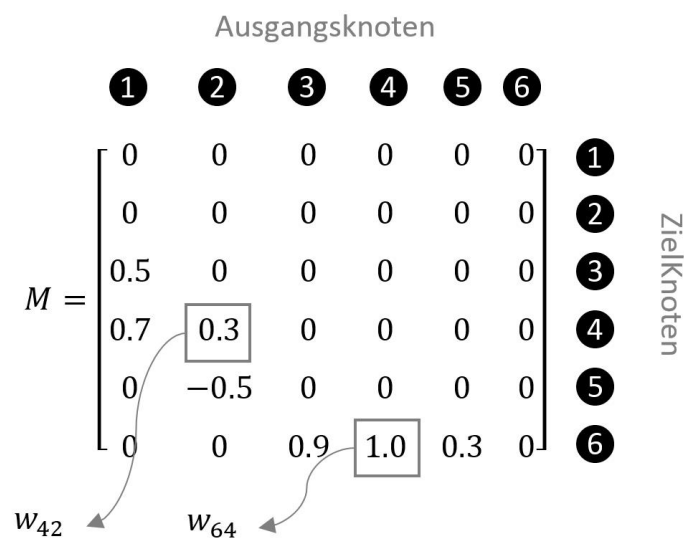 Ausgangsknoten
1 2 3 4 5 6
0 0 0 0 0 0 1
0 0 0 0 0 0 2
0.5 0 0 0 0 0 3
M = 0.7 0.3 0 0 0 0 4
0 −0.5 0 0 0 0 5
0 0 0.9 1.0 0.3 0 6
ZielKnoten
w42 w64